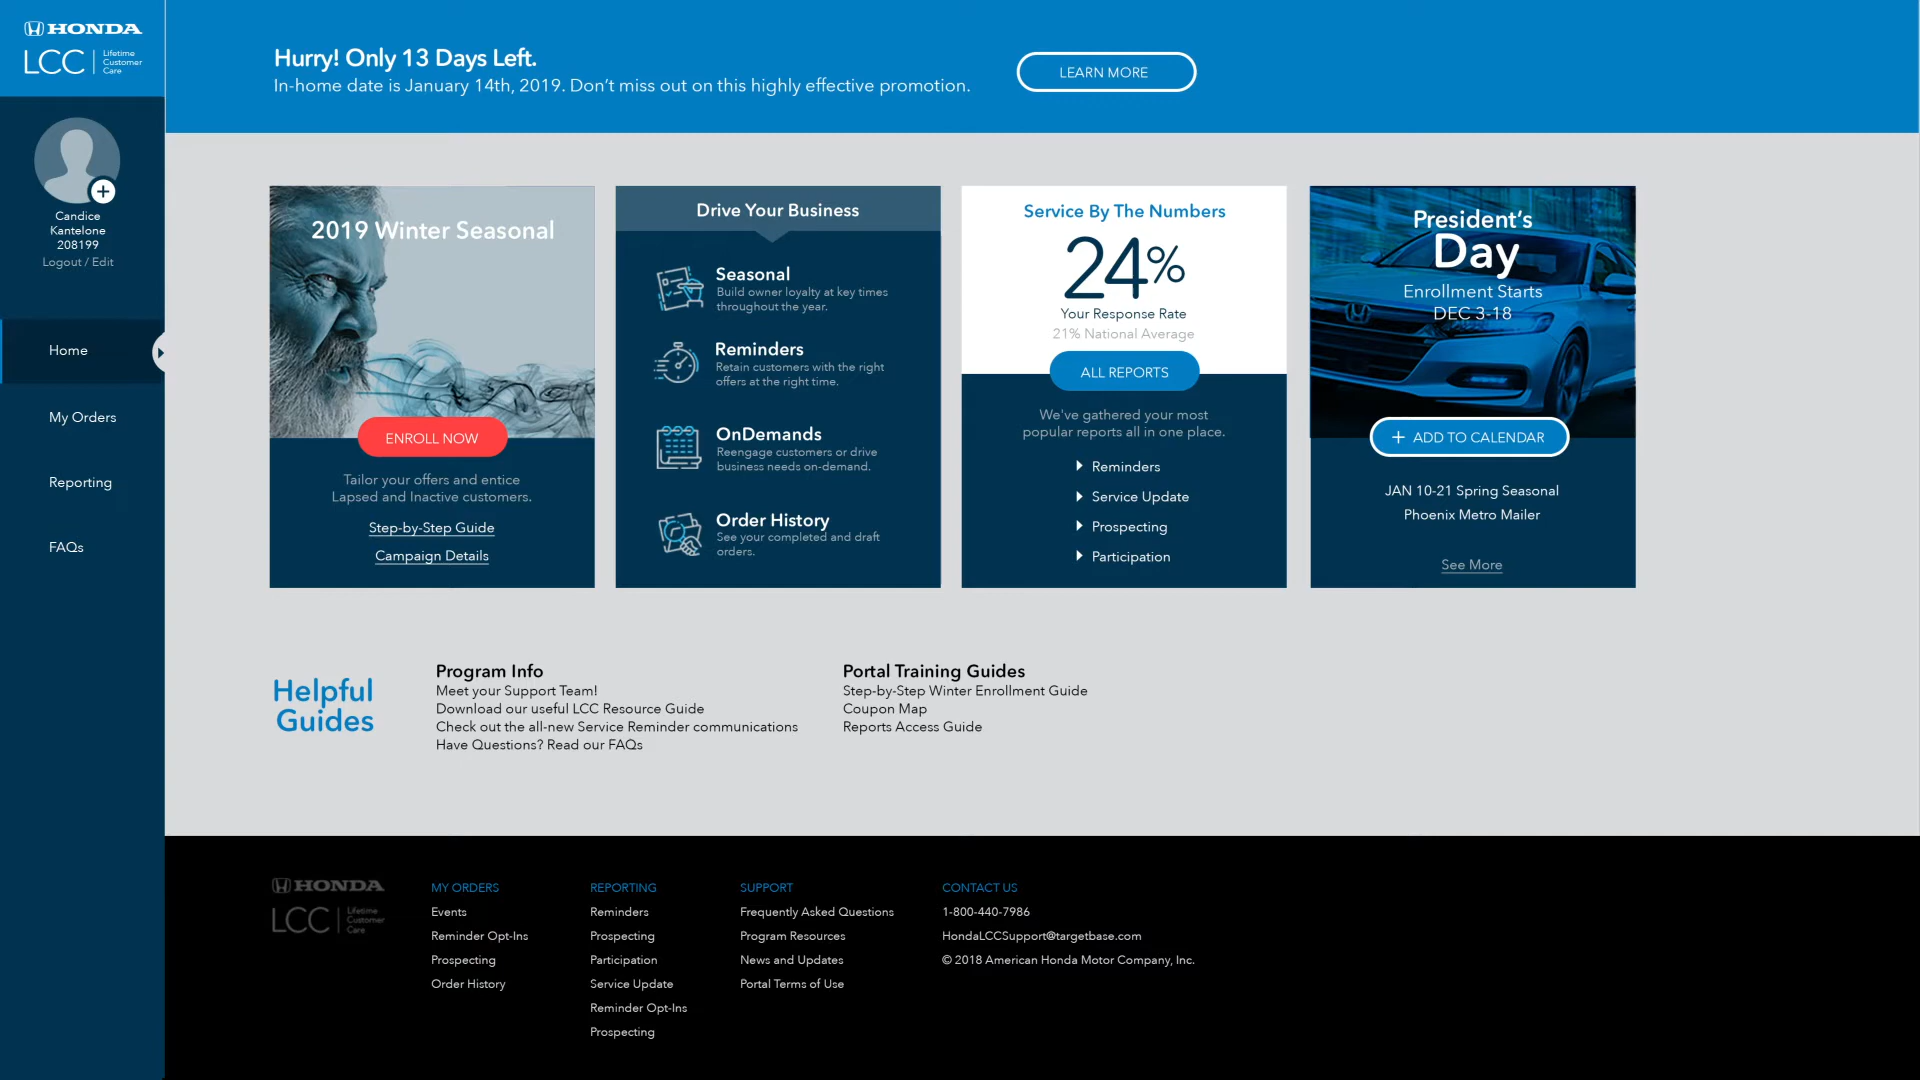 HONDA
LCC
Lifetime
Customer
Care
Candice
Kantelone
208199
Logout / Edit
Home
My Orders
Reporting
FAQs
Hurry! Only 13 Days Left.
In-home date is January 14th, 2019. Don’t miss out on this highly effective promotion.
LEARN MORE
2019 Winter Seasonal
ENROLL NOW
Tailor your offers and entice
Lapsed and Inactive customers.
Step-by-Step Guide
Campaign Details
Drive Your Business
Seasonal
Build owner loyalty at key times
throughout the year.
Reminders
Retain customers with the right
offers at the right time.
OnDemands
Reengage customers or drive
business needs on-demand.
Order History
See your completed and draft
orders.
Service By The Numbers
24%
Your Response Rate
21% National Average
ALL REPORTS
We've gathered your most
popular reports all in one place.
Reminders
Service Update
Prospecting
Participation
President’s
Day
Enrollment Starts
DEC 3-18
+ ADD TO CALENDAR
JAN 10-21 Spring Seasonal
Phoenix Metro Mailer
See More
Helpful
Guides
Program Info
Meet your Support Team!
Download our useful LCC Resource Guide
Check out the all-new Service Reminder communications
Have Questions? Read our FAQs
Portal Training Guides
Step-by-Step Winter Enrollment Guide
Coupon Map
Reports Access Guide
HONDA
LCC
Lifetime
Customer
Care
MY ORDERS
Events
Reminder Opt-Ins
Prospecting
Order History
REPORTING
Reminders
Prospecting
Participation
Service Update
Reminder Opt-Ins
Prospecting
SUPPORT
Frequently Asked Questions
Program Resources
News and Updates
Portal Terms of Use
CONTACT US
1-800-440-7986
HondaLCCSupport@targetbase.com
© 2018 American Honda Motor Company, Inc.